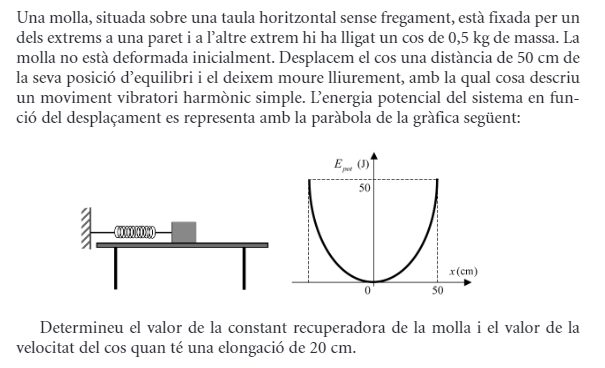 Una molla, situada sobre una taula horitzontal sense fregament, està fixada per un
dels extrems a una paret i a l'altre extrem hi ha lligat un cos de 0,5 kg de massa. La
molla no està deformada inicialment. Desplacem el cos una distància de 50 cm de
la seva posició d'equilibri i el deixem moure lliurement, amb la qual cosa descriu
un moviment vibratori harmònic simple. L'energia potencial del sistema en fun-
ció del desplaçament es representa amb la paràbola de la gràfica següent:
E pot (J)
50
x (cm)
0 50
Determineu el valor de la constant recuperadora de la molla i el valor de la
velocitat del cos quan té una elongació de 20 cm.